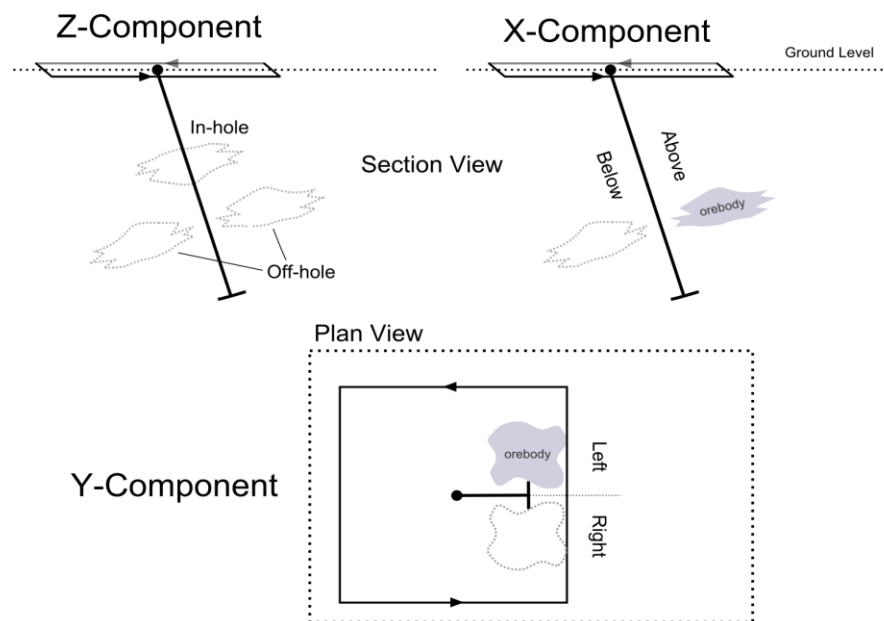 Z-Component
X-Component
Ground Level
In-hole
Above
Below
Section View
orebody
Off-hole
Plan View
orebody
Left
Y-Component
Right